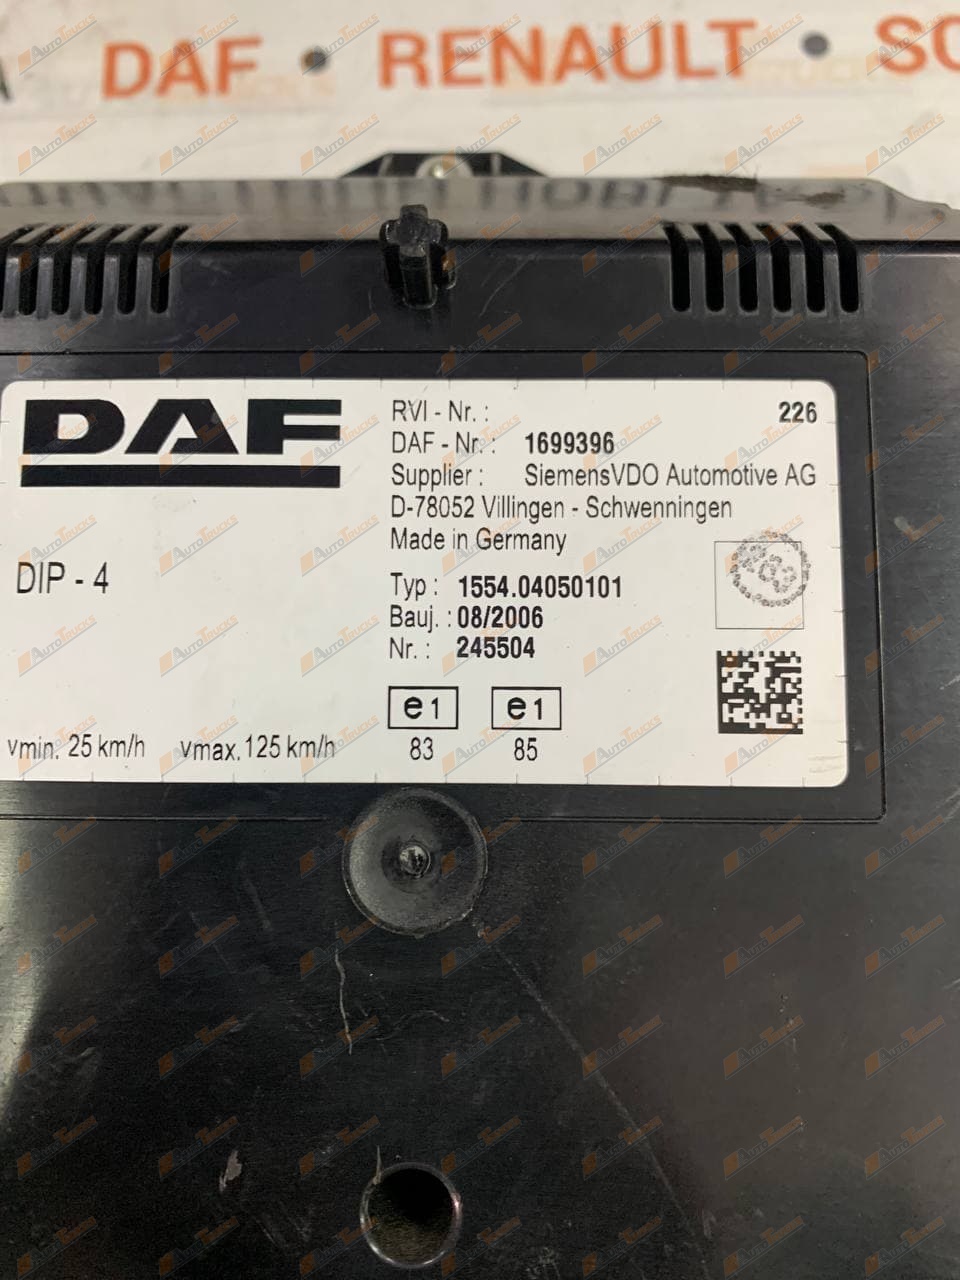 DAF • RENAULT •
DAF
RVI - Nr. : 226
DAF - Nr. : 1699396
Supplier : SiemensVDO Automotive AG
D-78052 Villingen - Schwenningen
Made in Germany
DIP - 4
Typ : 1554.04050101
Bauj. : 08/2006
Nr. : 245504
e1 e1
83 85
vmin. 25 km/h vmax. 125 km/h
AUTOTRUCKS